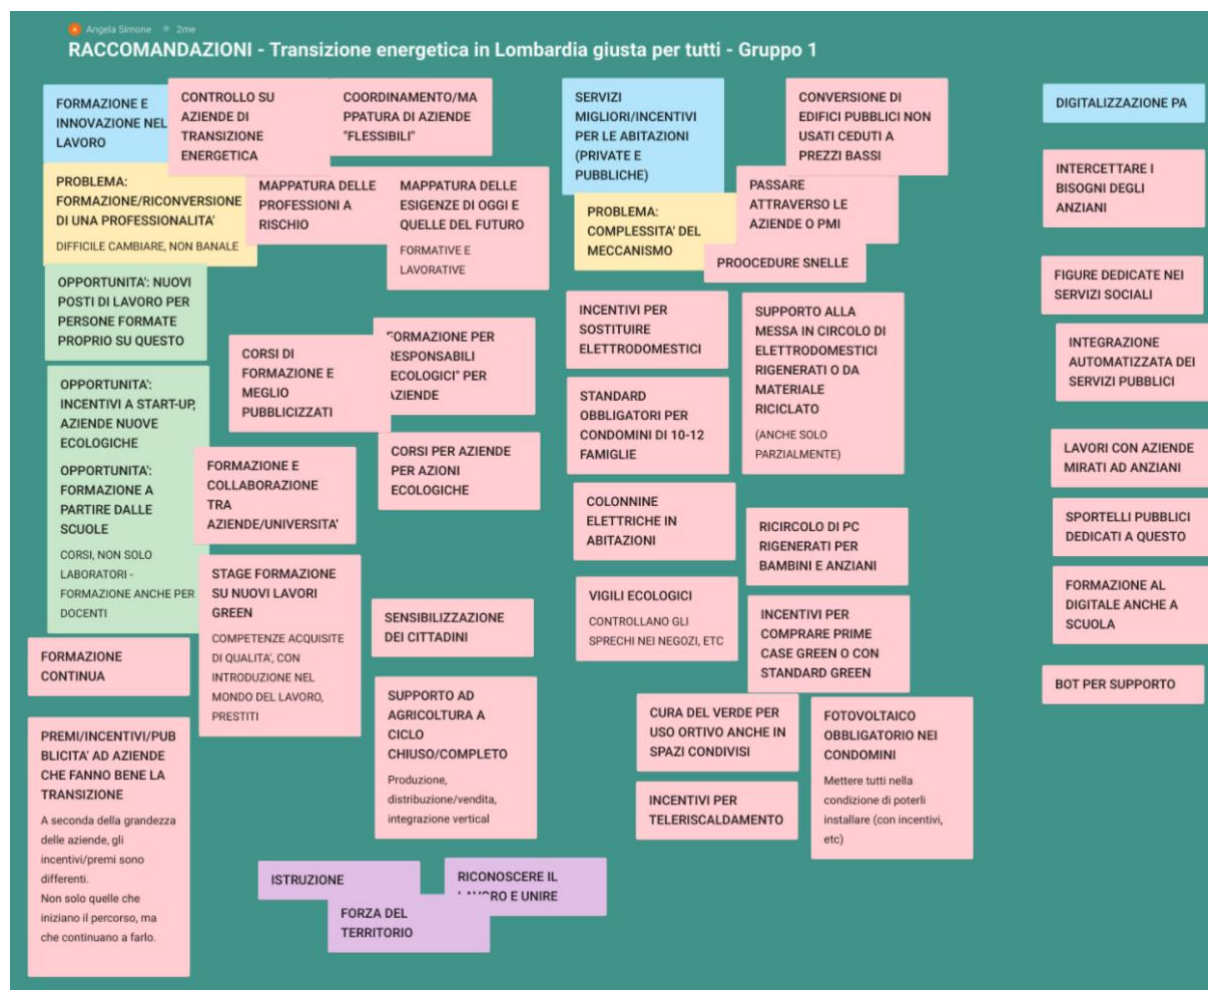 A Angela Simone 2me
RACCOMANDAZIONI - Transizione energetica in Lombardia giusta per tutti - Gruppo 1
FORMAZIONE E
INNOVAZIONE NEL
LAVORO
CONTROLLO SU
AZIENDE DI
TRANSIZIONE
ENERGETICA
COORDINAMENTO/MA
PPATURA DI AZIENDE
"FLESSIBILI"
PROBLEMA:
FORMAZIONE/RICONVERSIONE
DI UNA PROFESSIONALITA'
DIFFICILE CAMBIARE, NON BANALE
MAPPATURA DELLE
PROFESSIONI A
RISCHIO
MAPPATURA DELLE
ESIGENZE DI OGGI E
QUELLE DEL FUTURO
FORMATIVE E
LAVORATIVE
OPPORTUNITA': NUOVI
POSTI DI LAVORO PER
PERSONE FORMATE
PROPRIO SU QUESTO
CORSI DI
FORMAZIONE E
MEGLIO
PUBBLICIZZATI
FORMAZIONE PER
RESPONSABILI
ECOLOGICI" PER
AZIENDE
OPPORTUNITA':
INCENTIVI A START-UP,
AZIENDE NUOVE
ECOLOGICHE
OPPORTUNITA':
FORMAZIONE A
PARTIRE DALLE
SCUOLE
CORSI, NON SOLO
LABORATORI -
FORMAZIONE ANCHE PER
DOCENTI
FORMAZIONE E
COLLABORAZIONE
TRA
AZIENDE/UNIVERSITA'
CORSI PER AZIENDE
PER AZIONI
ECOLOGICHE
STAGE FORMAZIONE
SU NUOVI LAVORI
GREEN
COMPETENZE ACQUISITE
DI QUALITA', CON
INTRODUZIONE NEL
MONDO DEL LAVORO,
PRESTITI
SENSIBILIZZAZIONE
DEI CITTADINI
FORMAZIONE
CONTINUA
SUPPORTO AD
AGRICOLTURA A
CICLO
CHIUSO/COMPLETO
Produzione,
distribuzione/vendita,
integrazione vertical
PREMI/INCENTIVI/PUB
BLICITA' AD AZIENDE
CHE FANNO BENE LA
TRANSIZIONE
A seconda della grandezza
delle aziende, gli
incentivi/premi sono
differenti.
Non solo quelle che
iniziano il percorso, ma
che continuano a farlo.
ISTRUZIONE
FORZA DEL
TERRITORIO
RICONOSCERE IL
LAVORO E UNIRE
SERVIZI
MIGLIORI/INCENTIVI
PER LE ABITAZIONI
(PRIVATE E
PUBBLICHE)
CONVERSIONE DI
EDIFICI PUBBLICI NON
USATI CEDUTI A
PREZZI BASSI
PROBLEMA:
COMPLESSITA' DEL
MECCANISMO
PASSARE
ATTRAVERSO LE
AZIENDE O PMI
PROOCEDURE SNELLE
INCENTIVI PER
SOSTITUIRE
ELETTRODOMESTICI
SUPPORTO ALLA
MESSA IN CIRCOLO DI
ELETTRODOMESTICI
RIGENERATI O DA
MATERIALE
RICICLATO
(ANCHE SOLO
PARZIALMENTE)
STANDARD
OBBLIGATORI PER
CONDOMINI DI 10-12
FAMIGLIE
COLONNINE
ELETTRICHE IN
ABITAZIONI
RICIRCOLO DI PC
RIGENERATI PER
BAMBINI E ANZIANI
VIGILI ECOLOGICI
CONTROLLANO GLI
SPRECHI NEI NEGOZI, ETC
INCENTIVI PER
COMPRARE PRIME
CASE GREEN O CON
STANDARD GREEN
CURA DEL VERDE PER
USO ORTIVO ANCHE IN
SPAZI CONDIVISI
FOTOVOLTAICO
OBBLIGATORIO NEI
CONDOMINI
Mettere tutti nella
condizione di poterli
installare (con incentivi,
etc)
INCENTIVI PER
TELERISCALDAMENTO
DIGITALIZZAZIONE PA
INTERCETTARE I
BISOGNI DEGLI
ANZIANI
FIGURE DEDICATE NEI
SERVIZI SOCIALI
INTEGRAZIONE
AUTOMATIZZATA DEI
SERVIZI PUBBLICI
LAVORI CON AZIENDE
MIRATI AD ANZIANI
SPORTELLI PUBBLICI
DEDICATI A QUESTO
FORMAZIONE AL
DIGITALE ANCHE A
SCUOLA
BOT PER SUPPORTO